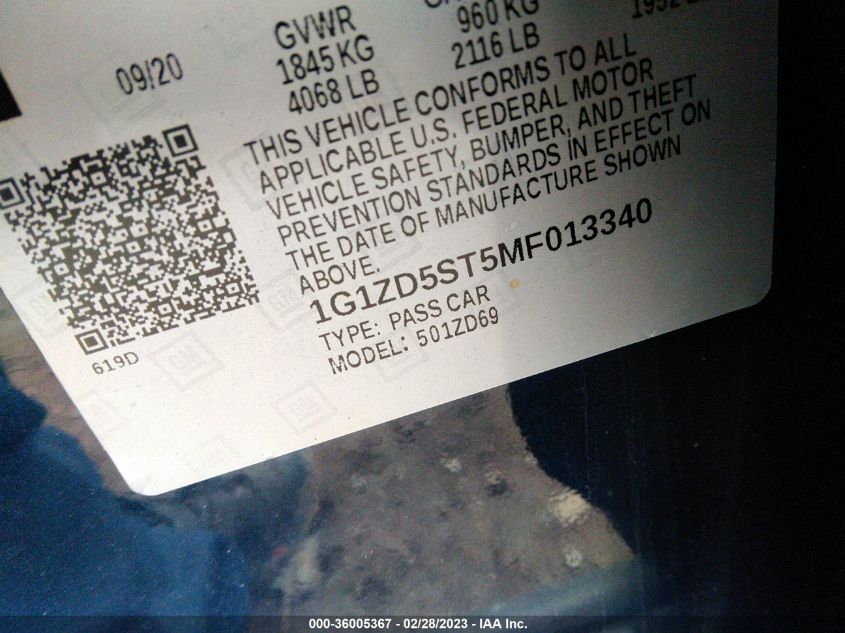 09/20
GVWR
1845 KG
4068 LB
960 KG
2116 LB
THIS VEHICLE CONFORMS TO ALL
APPLICABLE U.S. FEDERAL MOTOR
VEHICLE SAFETY, BUMPER, AND THEFT
PREVENTION STANDARDS IN EFFECT ON
THE DATE OF MANUFACTURE SHOWN
ABOVE.
1G1ZD5ST5MF013340
TYPE: PASS CAR
MODEL: 501ZD69
619D
GM
000-36005367 - 02/28/2023 - IAA Inc.